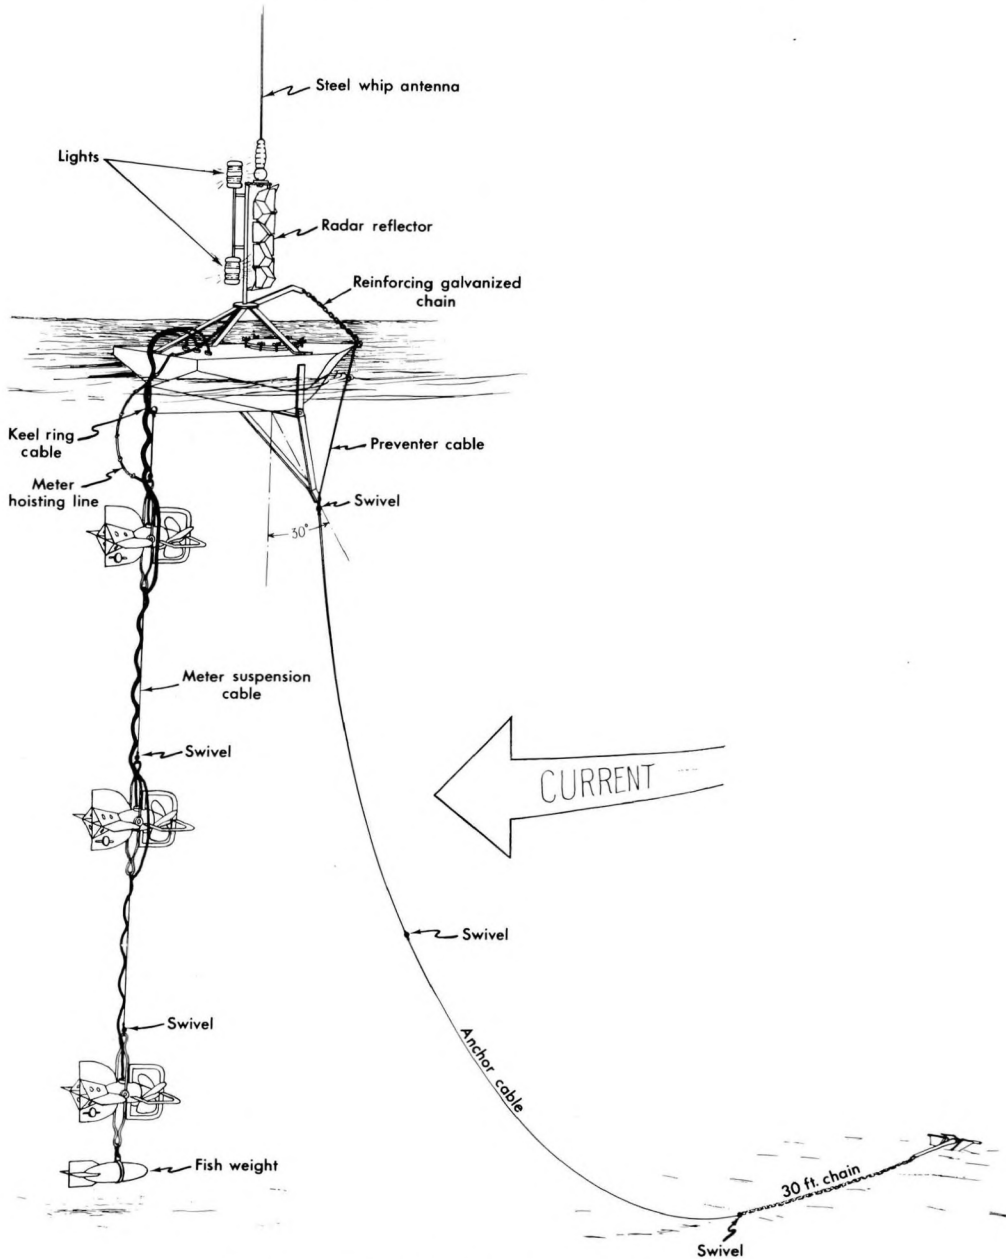 Steel whip antenna
Lights
Radar reflector
Reinforcing galvanized
chain
Keel ring
cable
Preventer cable
Meter
hoisting line
Swivel
30°
Meter suspension
cable
Swivel
CURRENT
Swivel
Swivel
Anchor cable
Fish weight
30 ft. chain
Swivel